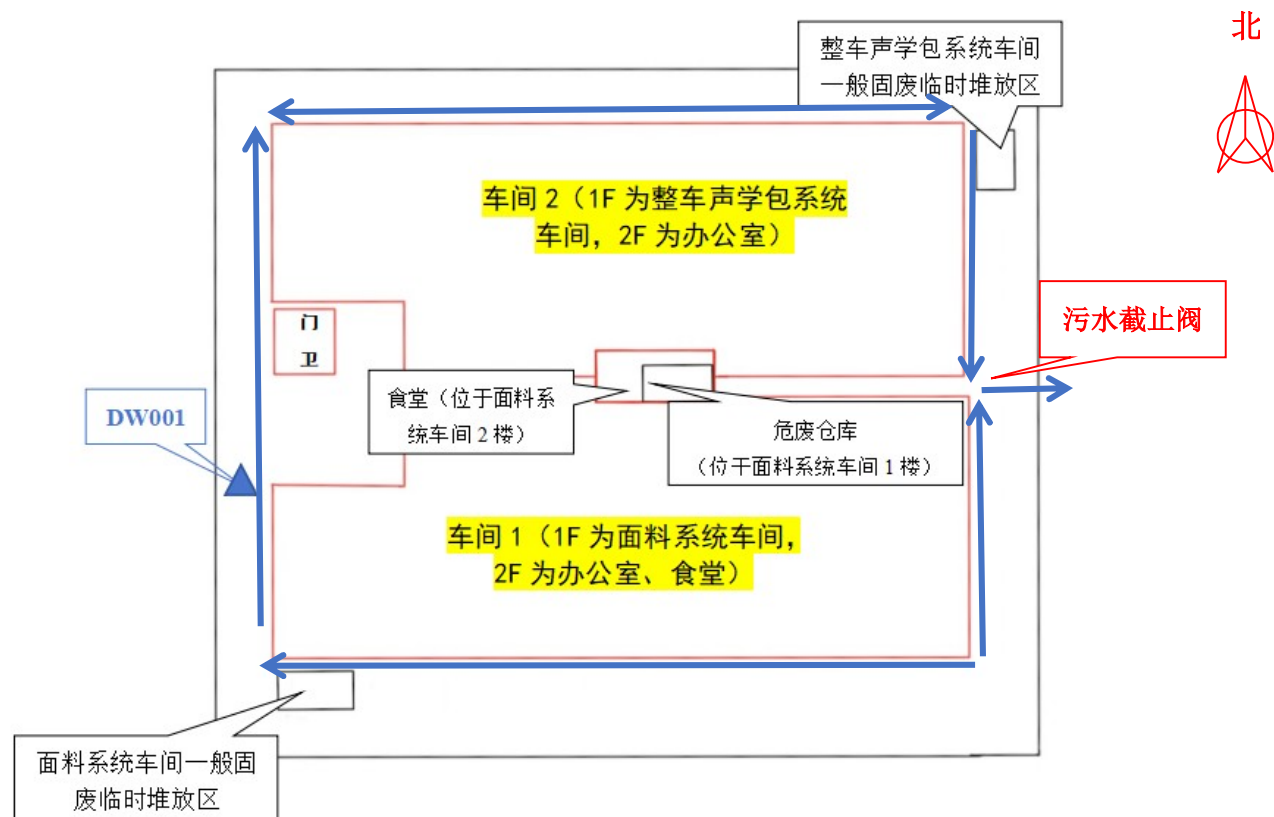 北
整车声学包系统车间
一般固废临时堆放区
车间 2（1F 为整车声学包系统
车间，2F 为办公室）
门
卫
污水截止阀
食堂（位于面料系
统车间 2 楼）
DW001
危废仓库
（位于面料系统车间 1 楼）
车间 1（1F 为面料系统车间，
2F 为办公室、食堂）
面料系统车间一般固
废临时堆放区